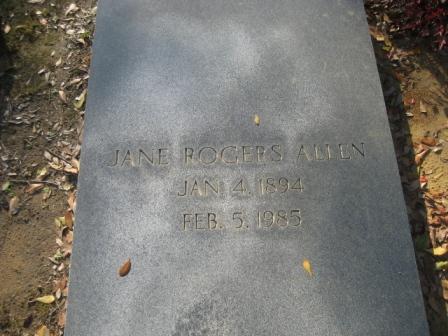 JANE ROGERS ALLEN
JAN. 4. 1894
FEB. 5. 1985